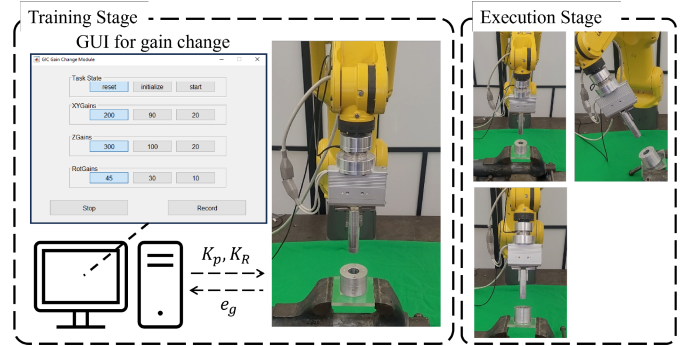 Training Stage
GUI for gain change
GIC Gain Change Module
Task State
reset initialize start
XYGains
200 90 20
ZGains
300 100 20
RotGains
45 30 10
Stop Record
K_p, K_R
e_g
Execution Stage